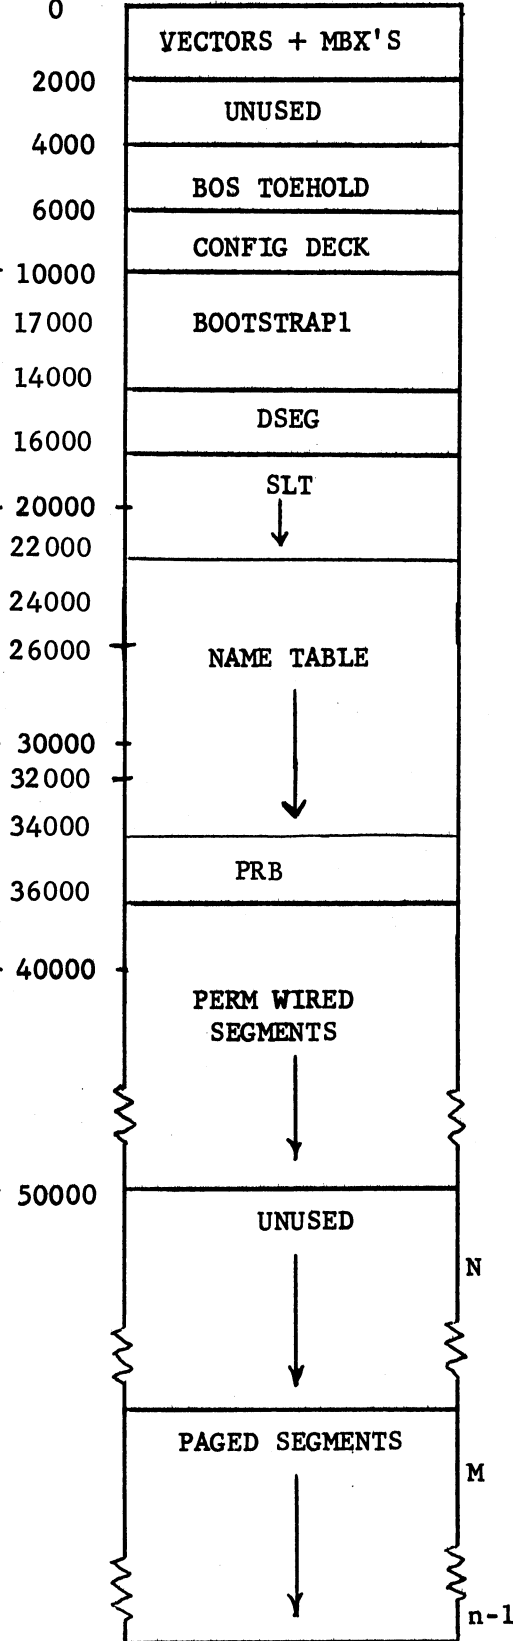 0
VECTORS + MBX'S
2000
UNUSED
4000
BOS TOEHOLD
6000
CONFIG DECK
10000
17000 BOOTSTRAP1
14000
DSEG
16000
SLT
20000
22000
24000
26000
NAME TABLE
30000
32000
34000
PRB
36000
40000
PERM WIRED
SEGMENTS
50000
UNUSED
N
PAGED SEGMENTS
M
n-1